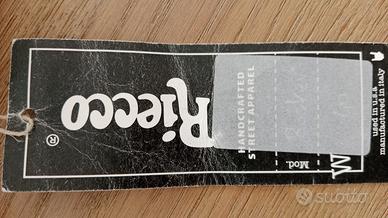 Riecco
®
HANDCRAFTED
STREET APPAREL
Mod.
used in u.s.a
manufactured in italy
subito